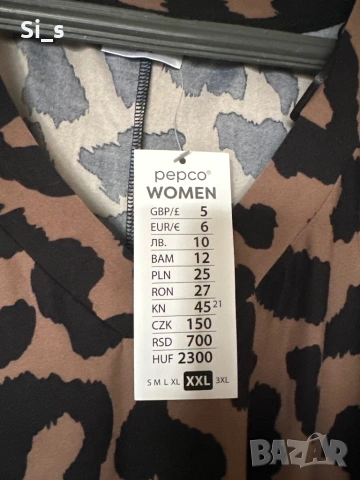 Si_s
pepco®
WOMEN
GBP/£ 5
EUR/€ 6
ЛВ. 10
BAM 12
PLN 25
RON 27
KN 45 21
CZK 150
RSD 700
HUF 2300
S M L XL XXL 3XL
BAZAR